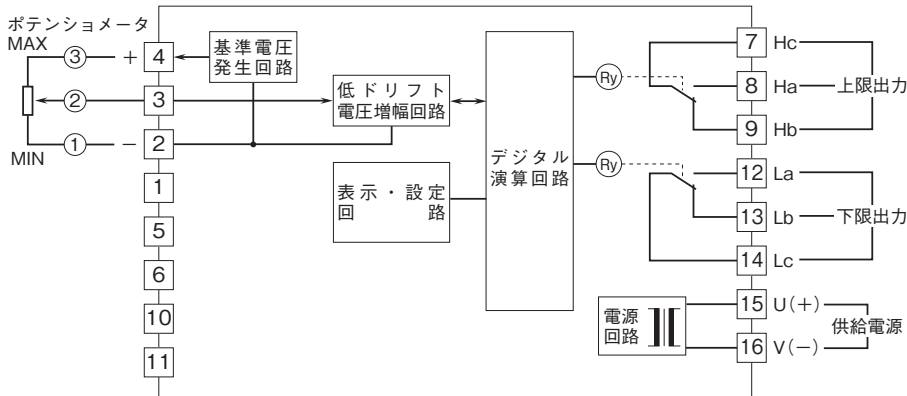 ポテンショメータ
MAX
③
+
4
基準電圧
発生回路
②
3
低ドリフト
電圧増幅回路
①
−
2
MIN
1
5
6
10
11
表示・設定
回路
デジタル
演算回路
Ry
Ry
7 Hc
8 Ha
上限出力
9 Hb
12 La
13 Lb
下限出力
14 Lc
電源
回路
15 U(+)
供給電源
16 V(−)